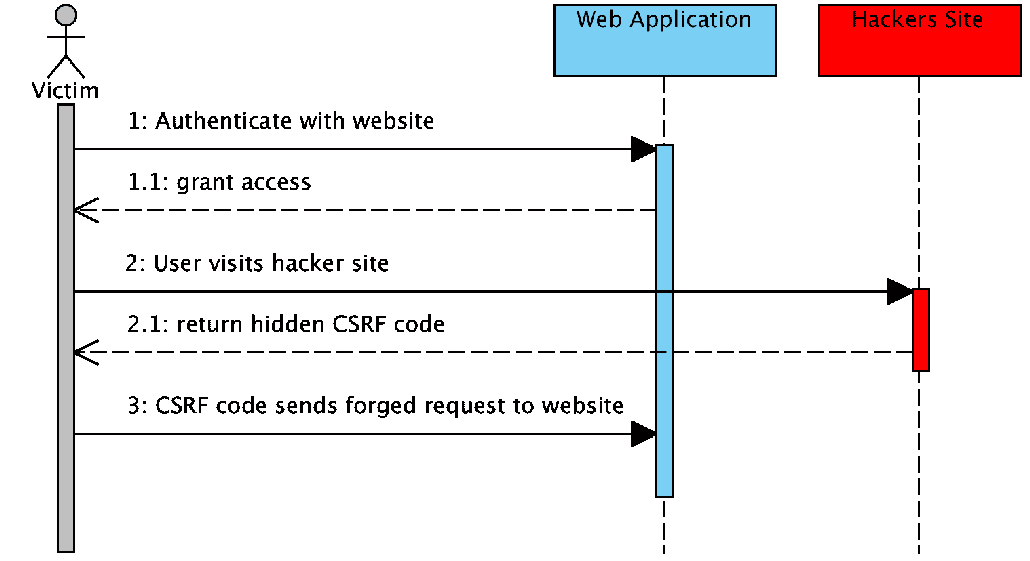 Web Application
Hackers Site
Victim
1: Authenticate with website
1.1: grant access
2: User visits hacker site
2.1: return hidden CSRF code
3: CSRF code sends forged request to website